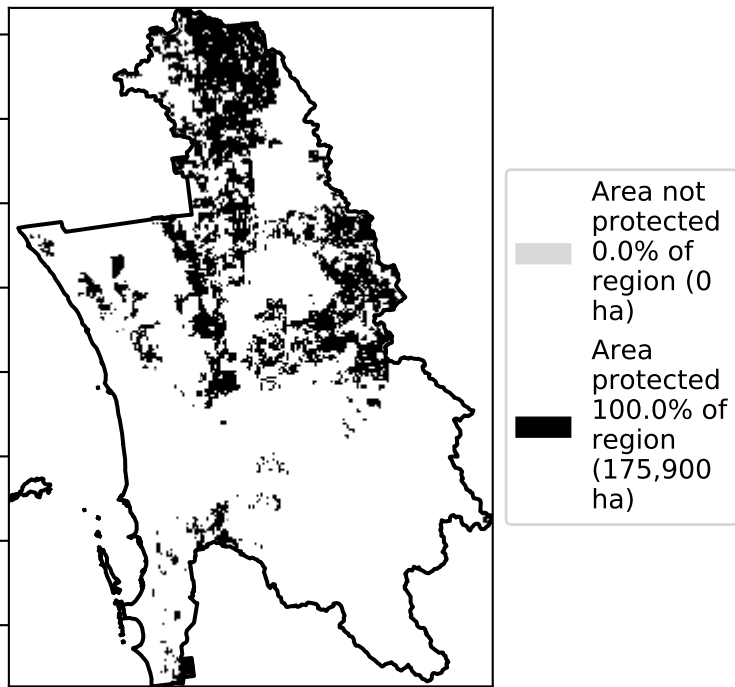 Area not
protected
0.0% of
region (0
ha)
Area
protected
100.0% of
region
(175,900
ha)